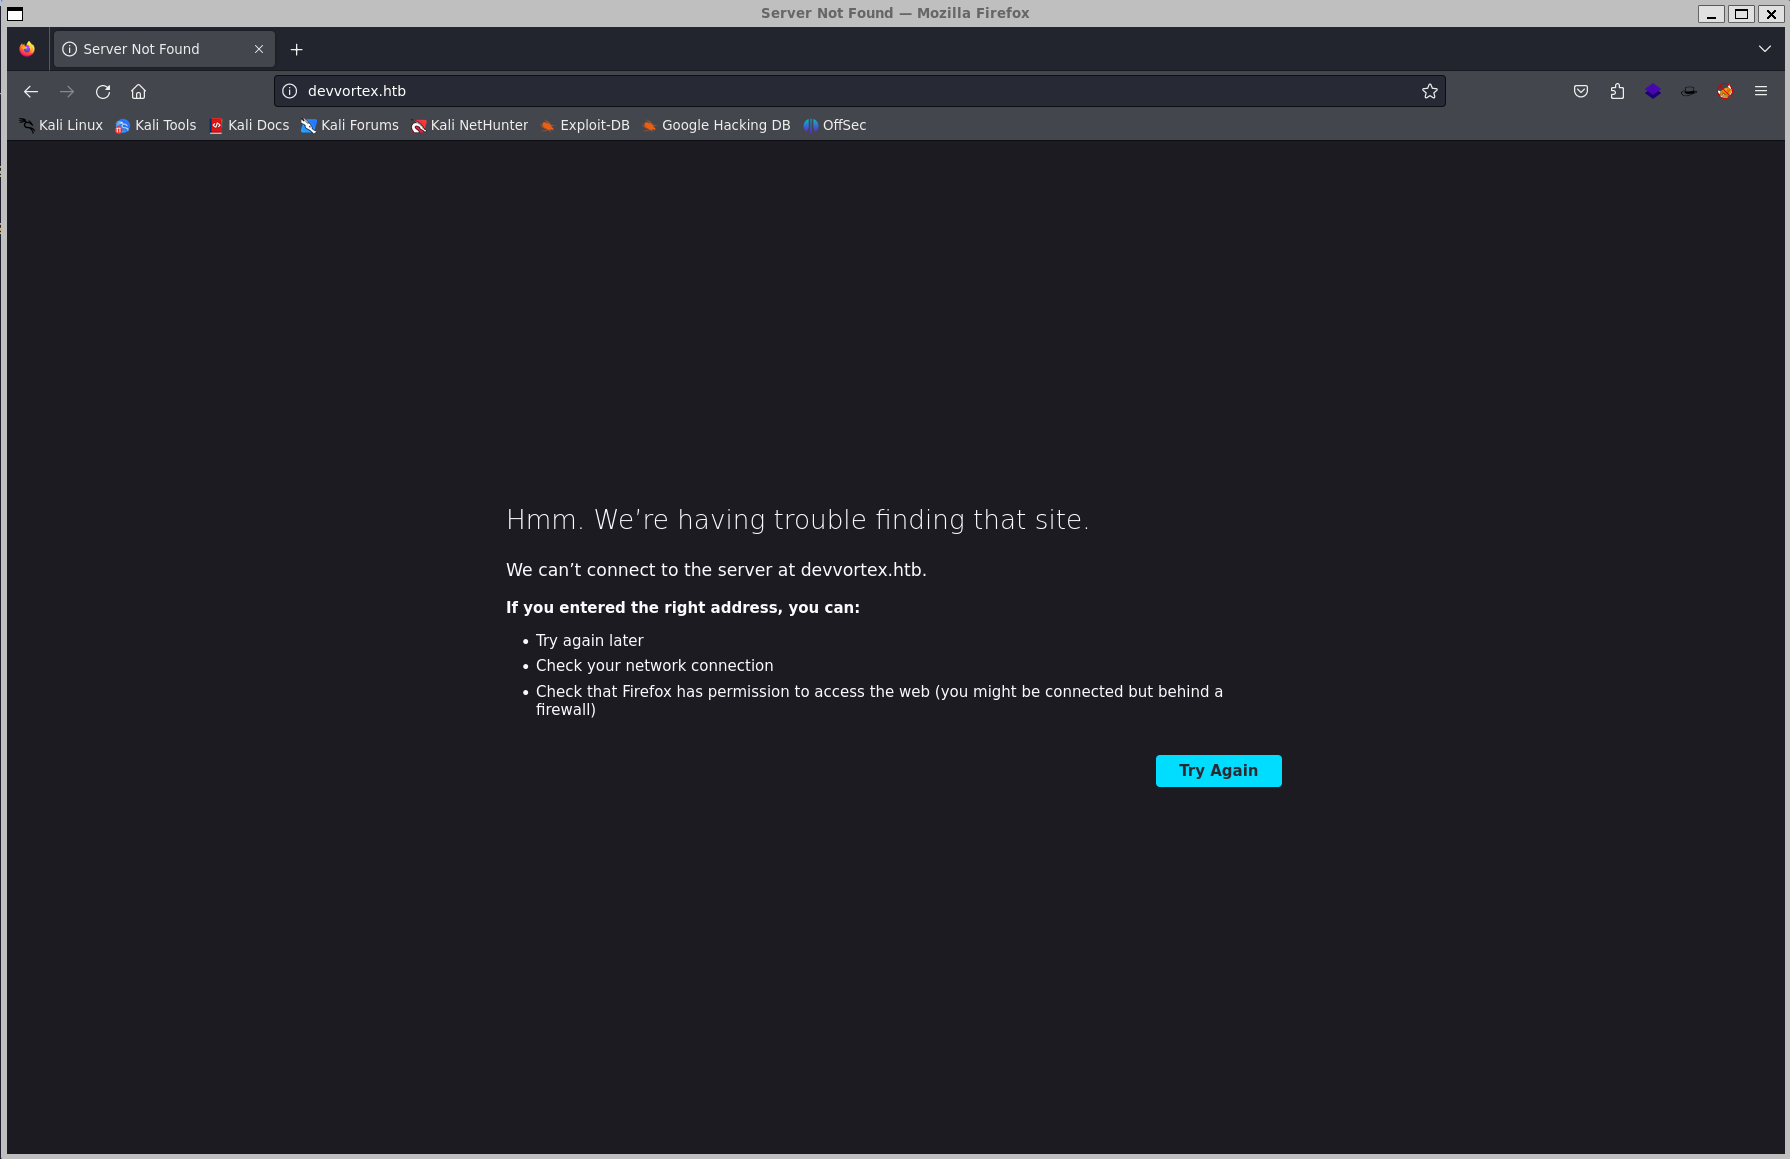 Server Not Found — Mozilla Firefox
Server Not Found
devvortex.htb
Kali Linux Kali Tools Kali Docs Kali Forums Kali NetHunter Exploit-DB Google Hacking DB OffSec
Hmm. We’re having trouble finding that site.
We can’t connect to the server at devvortex.htb.
If you entered the right address, you can:
• Try again later
• Check your network connection
• Check that Firefox has permission to access the web (you might be connected but behind a
firewall)
Try Again